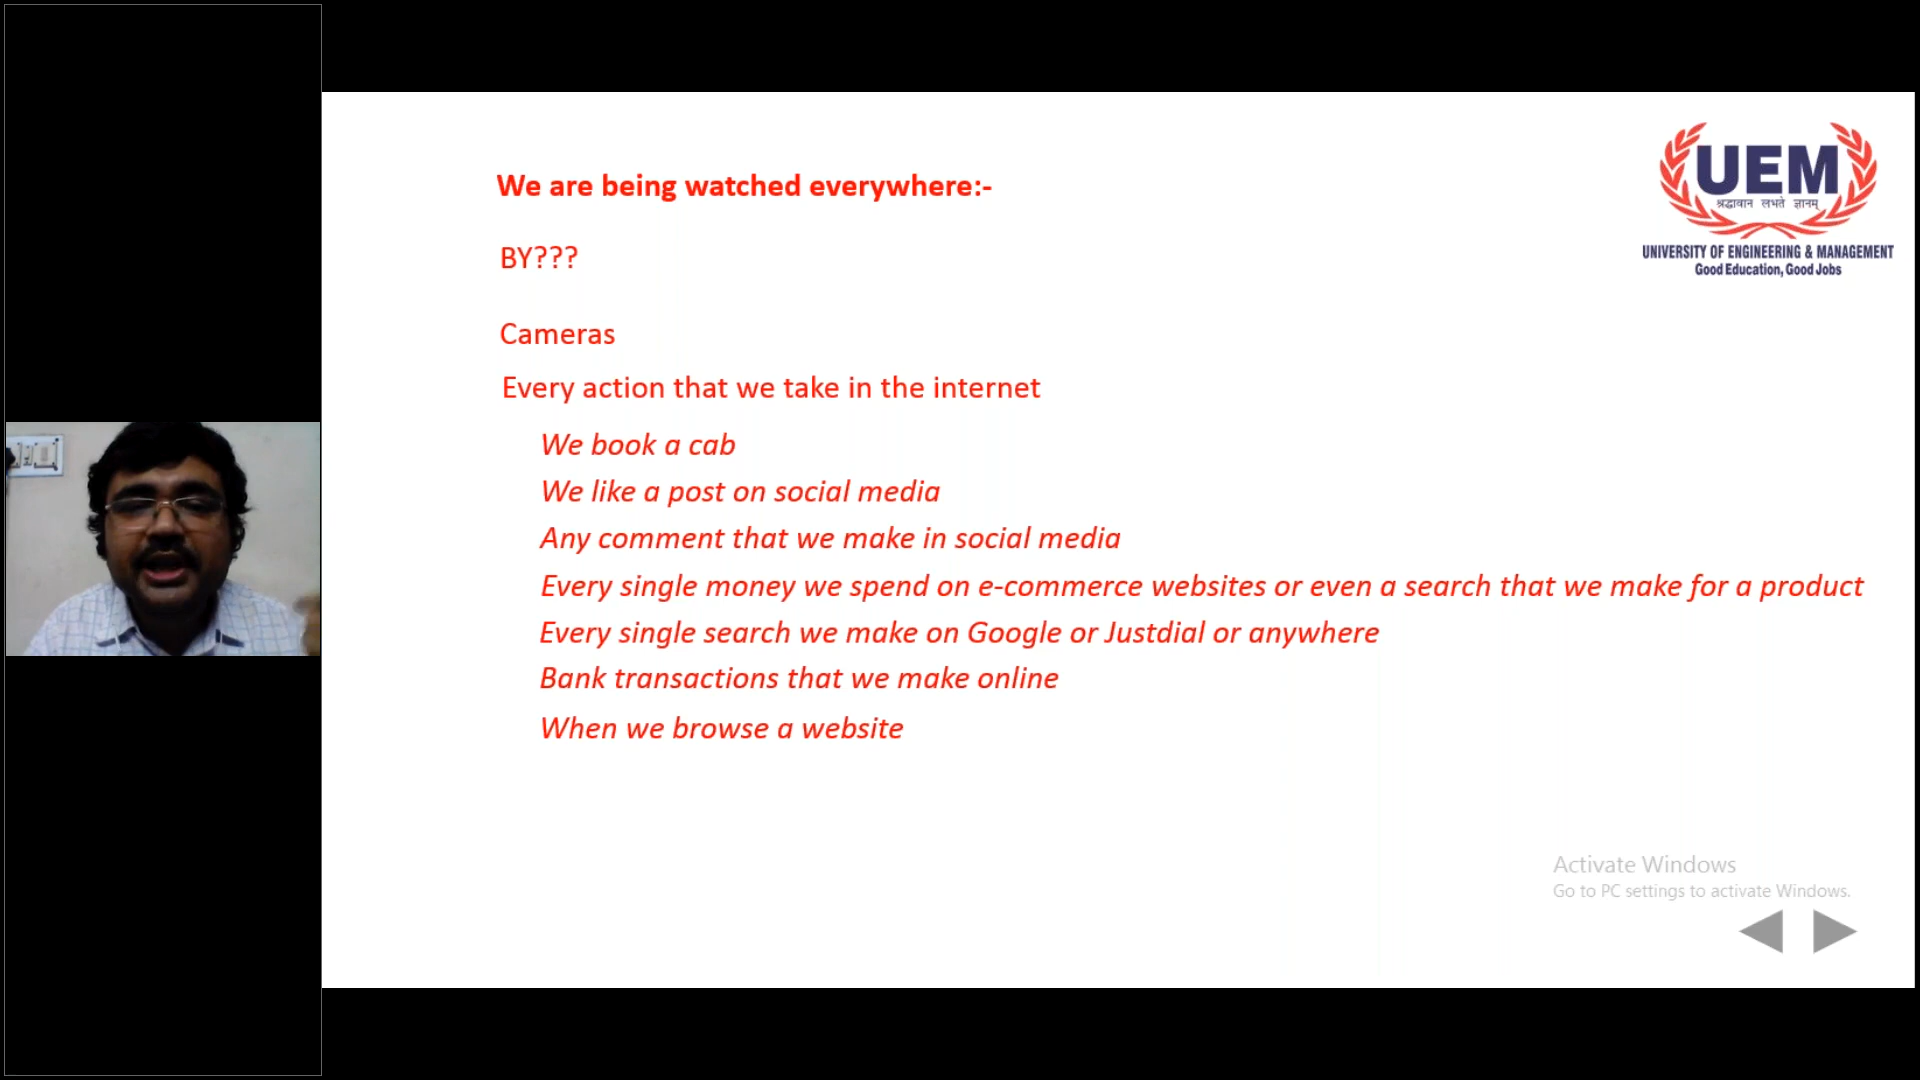 We are being watched everywhere:-
UEM
श्रद्धावान लभते ज्ञानम्
UNIVERSITY OF ENGINEERING & MANAGEMENT
Good Education, Good Jobs
BY???
Cameras
Every action that we take in the internet
We book a cab
We like a post on social media
Any comment that we make in social media
Every single money we spend on e-commerce websites or even a search that we make for a product
Every single search we make on Google or Justdial or anywhere
Bank transactions that we make online
When we browse a website
Activate Windows
Go to PC settings to activate Windows.